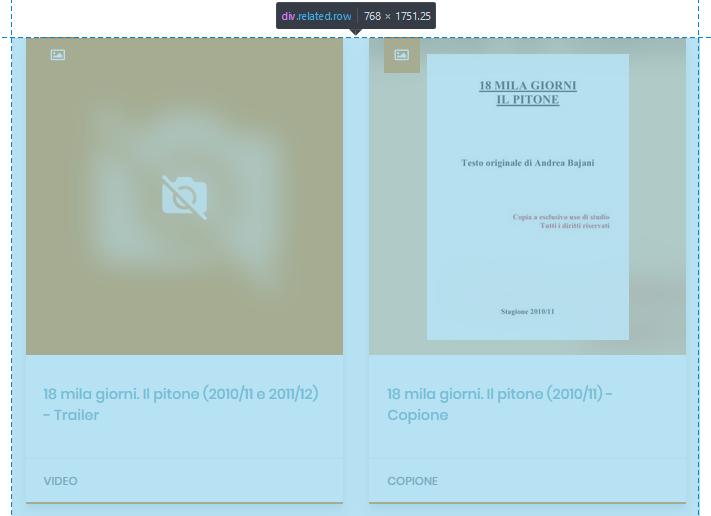 div.related.row 768 × 1751.25
18 MILA GIORNI
IL PITONE
Testo originale di Andrea Bajani
Copia a esclusivo uso di studio
Tutti i diritti riservati
Stagione 2010/11
18 mila giorni. Il pitone (2010/11 e 2011/12)
- Trailer
18 mila giorni. Il pitone (2010/11) -
Copione
VIDEO
COPIONE